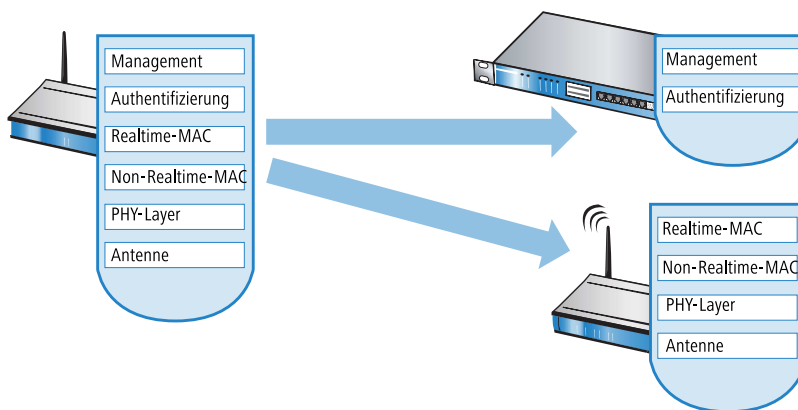 Management
Authentifizierung
Realtime-MAC
Non-Realtime-MAC
PHY-Layer
Antenne
Management
Authentifizierung
Realtime-MAC
Non-Realtime-MAC
PHY-Layer
Antenne